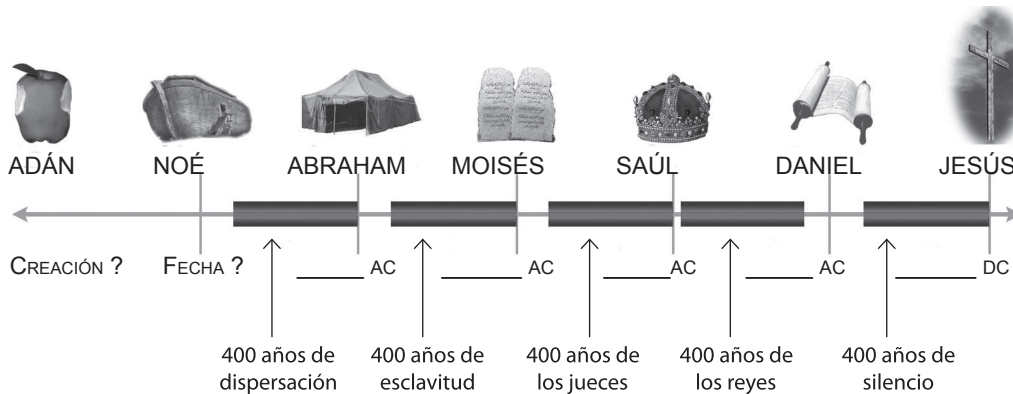 ADÁN NOÉ ABRAHAM MOISÉS SAÚL DANIEL JESÚS
CREACIÓN ? FECHA ? ______ AC ______ AC ______ AC ______ AC ______ DC
400 años de
dispersación
400 años de
esclavitud
400 años de
los jueces
400 años de
los reyes
400 años de
silencio